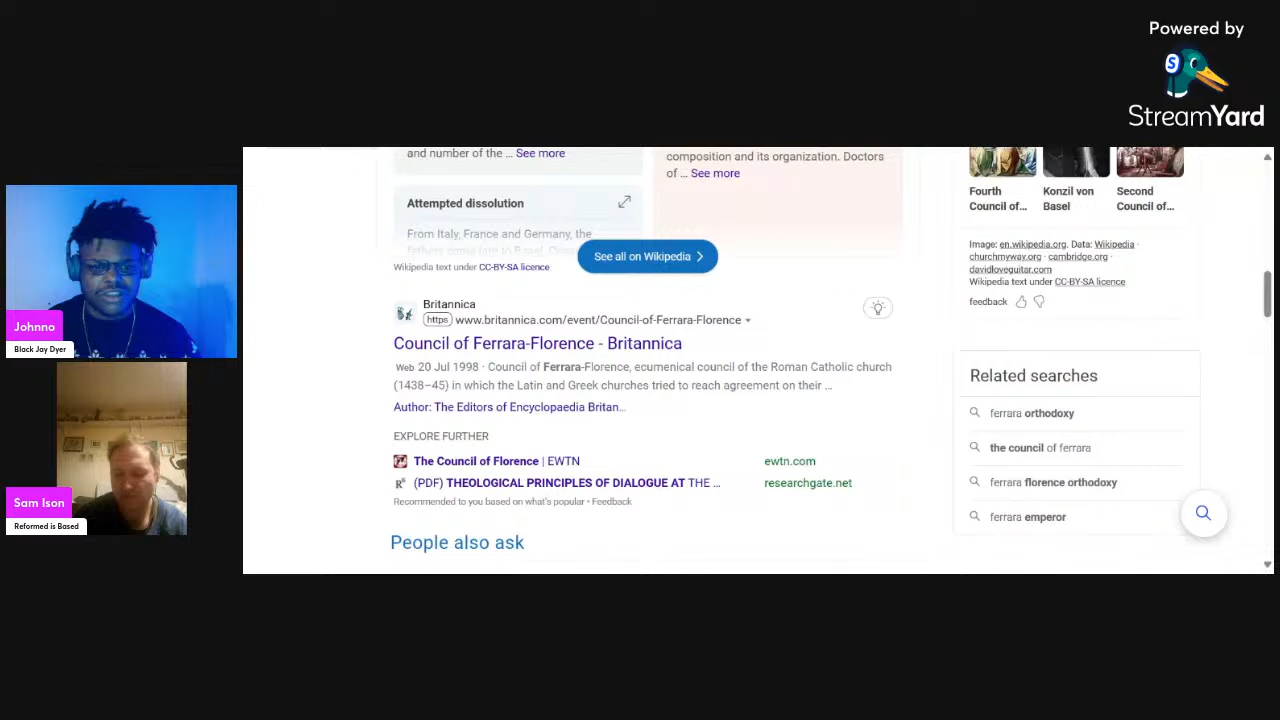 Powered by
S
StreamYard
Johnno
Black Jay Dyer
Sam Ison
Reformed is Based
and number of the ... See more
Attempted dissolution
From Italy, France and Germany, the
Wikipedia text under CC-BY-SA licence
composition and its organization. Doctors
of ... See more
See all on Wikipedia
Britannica
https www.britannica.com/event/Council-of-Ferrara-Florence
Council of Ferrara-Florence - Britannica
Web 20 Jul 1998 · Council of Ferrara-Florence, ecumenical council of the Roman Catholic church
(1438–45) in which the Latin and Greek churches tried to reach agreement on their ...
Author: The Editors of Encyclopaedia Britan...
EXPLORE FURTHER
The Council of Florence | EWTN ewtn.com
(PDF) THEOLOGICAL PRINCIPLES OF DIALOGUE AT THE ... researchgate.net
Recommended to you based on what's popular • Feedback
People also ask
Fourth
Council of...
Konzil von
Basel
Second
Council of...
Image: en.wikipedia.org. Data: Wikipedia ·
churchmyway.org · cambridge.org ·
davidloveguitar.com
Wikipedia text under CC-BY-SA licence
feedback
Related searches
ferrara orthodoxy
the council of ferrara
ferrara florence orthodoxy
ferrara emperor